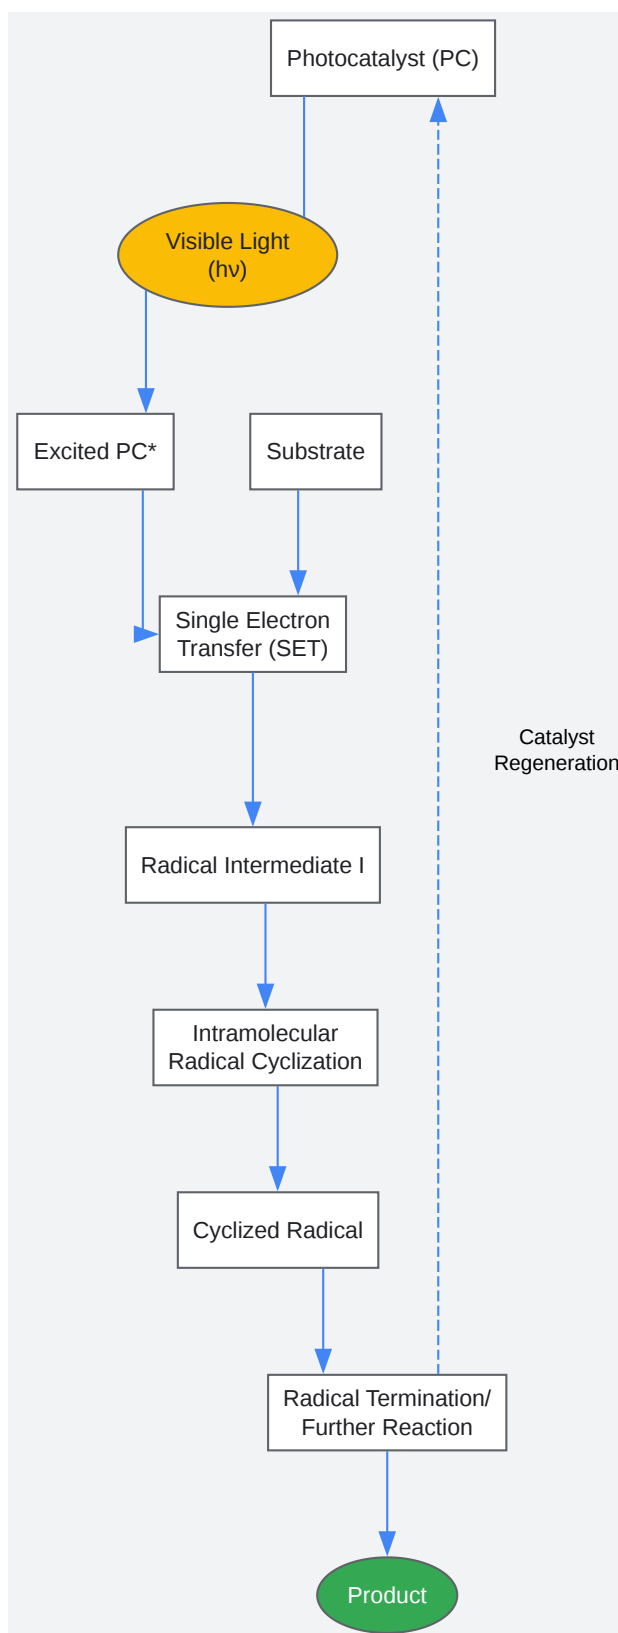 Photocatalyst (PC)
Visible Light
(hν)
Excited PC*
Substrate
Single Electron
Transfer (SET)
Catalyst
Regeneration
Radical Intermediate I
Intramolecular
Radical Cyclization
Cyclized Radical
Radical Termination/
Further Reaction
Product